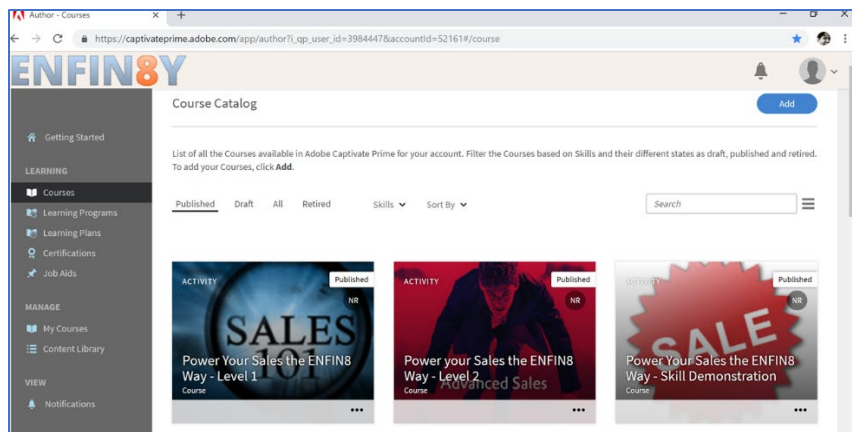 Author - Courses
https://captivateprime.adobe.com/app/author?i_qp_user_id=3984447&accountId=52161#/course
ENFIN8Y
Course Catalog
Add
Getting Started
List of all the Courses available in Adobe Captivate Prime for your account. Filter the Courses based on Skills and their different states as draft, published and retired.
To add your Courses, click Add.
LEARNING
Courses
Learning Programs
Learning Plans
Certifications
Job Aids
MANAGE
My Courses
Content Library
VIEW
Notifications
Published Draft All Retired Skills Sort By
Search
ACTIVITY
Published
NR
SALES
101
Power Your Sales the ENFIN8
Way - Level 1
Course
ACTIVITY
Published
NR
Power your Sales the ENFIN8
Way - Level 2
Advanced Sales
Course
ACTIVITY
Published
NR
SALE
Power Your Sales the ENFIN8
Way - Skill Demonstration
Course